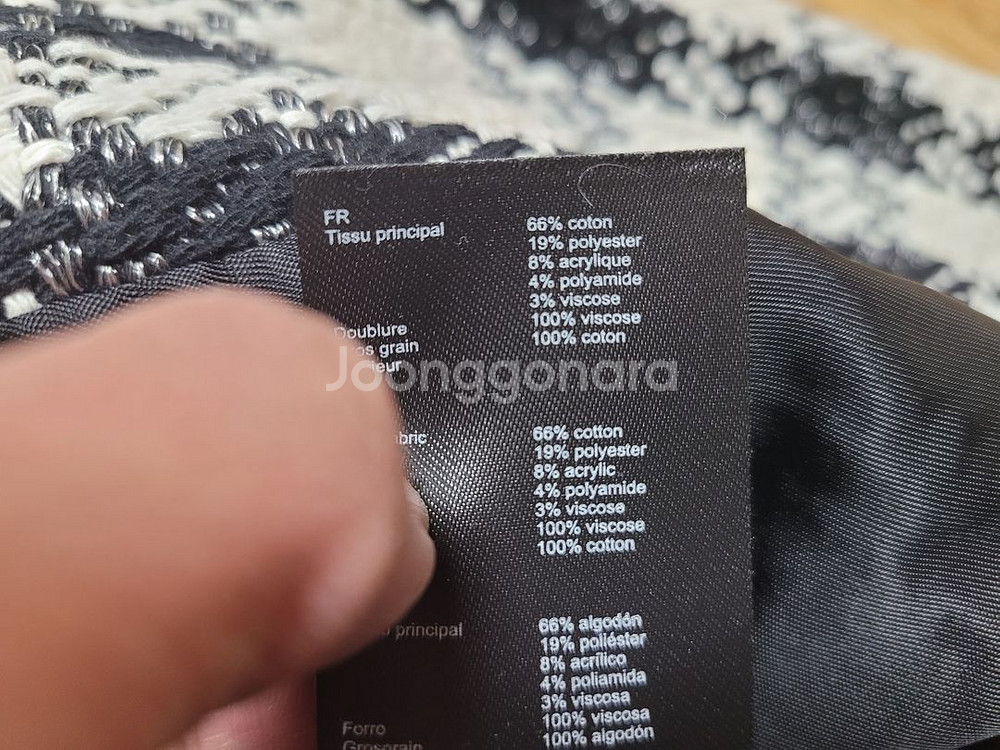 FR
Tissu principal
66% coton
19% polyester
8% acrylique
4% polyamide
3% viscose
Doublure
100% viscose
grain
100% coton
Joonggonara
66% cotton
19% polyester
8% acrylic
4% polyamide
3% viscose
100% viscose
100% cotton
principal
66% algodón
19% poliéster
8% acrílico
4% poliamida
3% viscosa
Forro
100% viscosa
Grosgrain
100% algodón